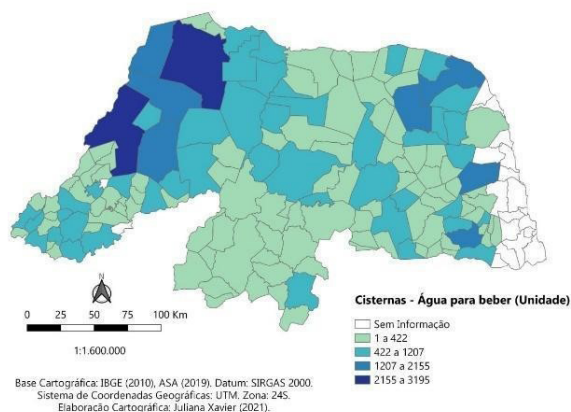 N
0 25 50 75 100 Km
1:1.600.000
Cisternas - Água para beber (Unidade)
Sem Informação
1 a 422
422 a 1207
1207 a 2155
2155 a 3195
Base Cartográfica: IBGE (2010), ASA (2019). Datum: SIRGAS 2000.
Sistema de Coordenadas Geográficas: UTM. Zona: 24S.
Elaboração Cartográfica: Juliana Xavier (2021).